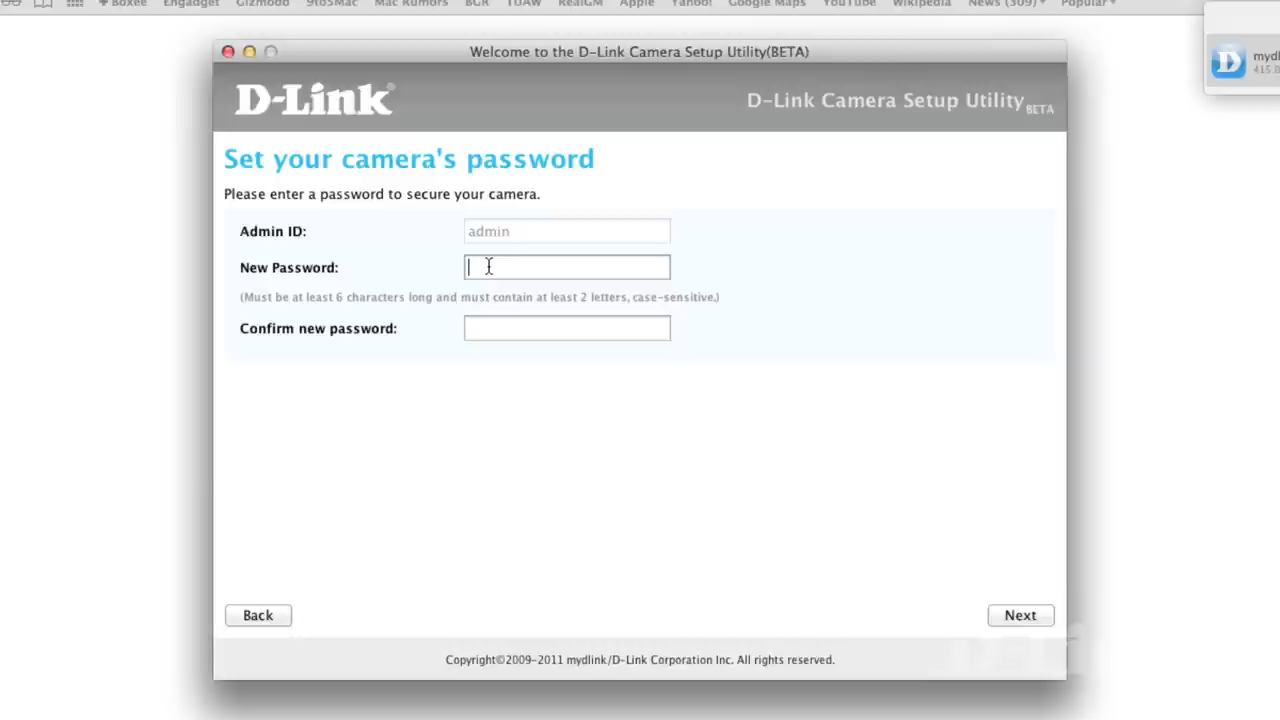 Boxee Engadget Gizmodo 9to5Mac Mac Rumors BGR TUAW RealGM Apple Yahoo! Google Maps YouTube Wikipedia News (309) Popular
Welcome to the D-Link Camera Setup Utility(BETA)
D-Link®
D-Link Camera Setup Utility BETA
D
mydl
415 B
Set your camera's password
Please enter a password to secure your camera.
Admin ID: admin
New Password:
(Must be at least 6 characters long and must contain at least 2 letters, case-sensitive.)
Confirm new password:
Back Next
Copyright©2009-2011 mydlink/D-Link Corporation Inc. All rights reserved.